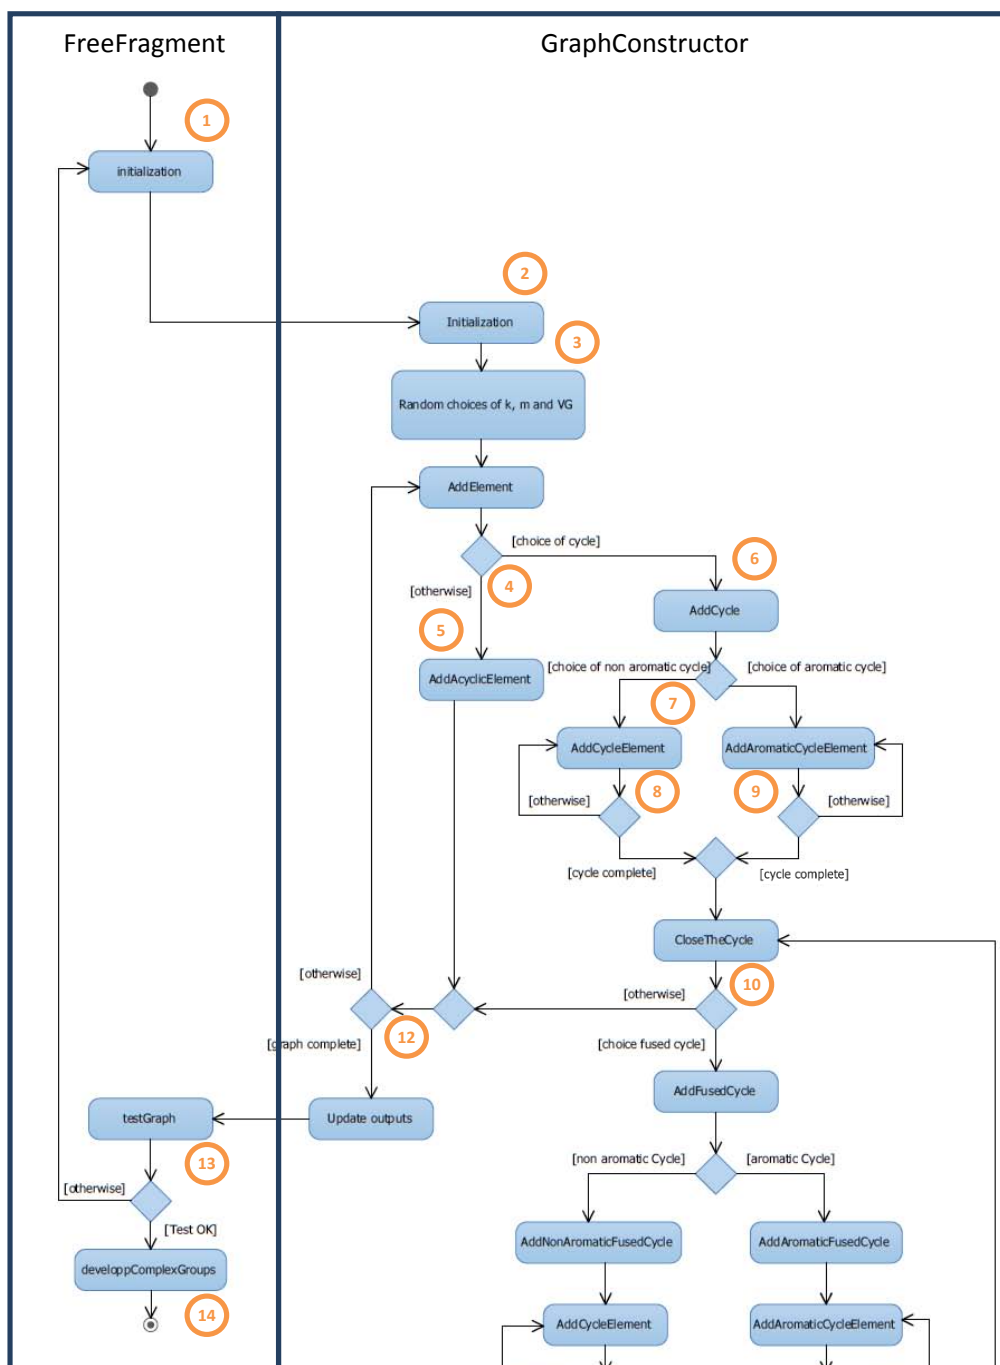 FreeFragment
GraphConstructor
1
initialization
2
Initialization
3
Random choices of k, m and VG
AddElement
[choice of cycle]
4
[otherwise]
5
6
AddCycle
AddAcyclicElement
[choice of non aromatic cycle]
[choice of aromatic cycle]
7
AddCycleElement
AddAromaticCycleElement
8
9
[otherwise]
[otherwise]
[cycle complete]
[cycle complete]
CloseTheCycle
10
[otherwise]
[otherwise]
12
[graph complete]
[choice fused cycle]
AddFusedCycle
testGraph
Update outputs
13
[otherwise]
[non aromatic Cycle]
[aromatic Cycle]
[Test OK]
AddNonAromaticFusedCycle
AddAromaticFusedCycle
developpComplexGroups
14
AddCycleElement
AddAromaticCycleElement